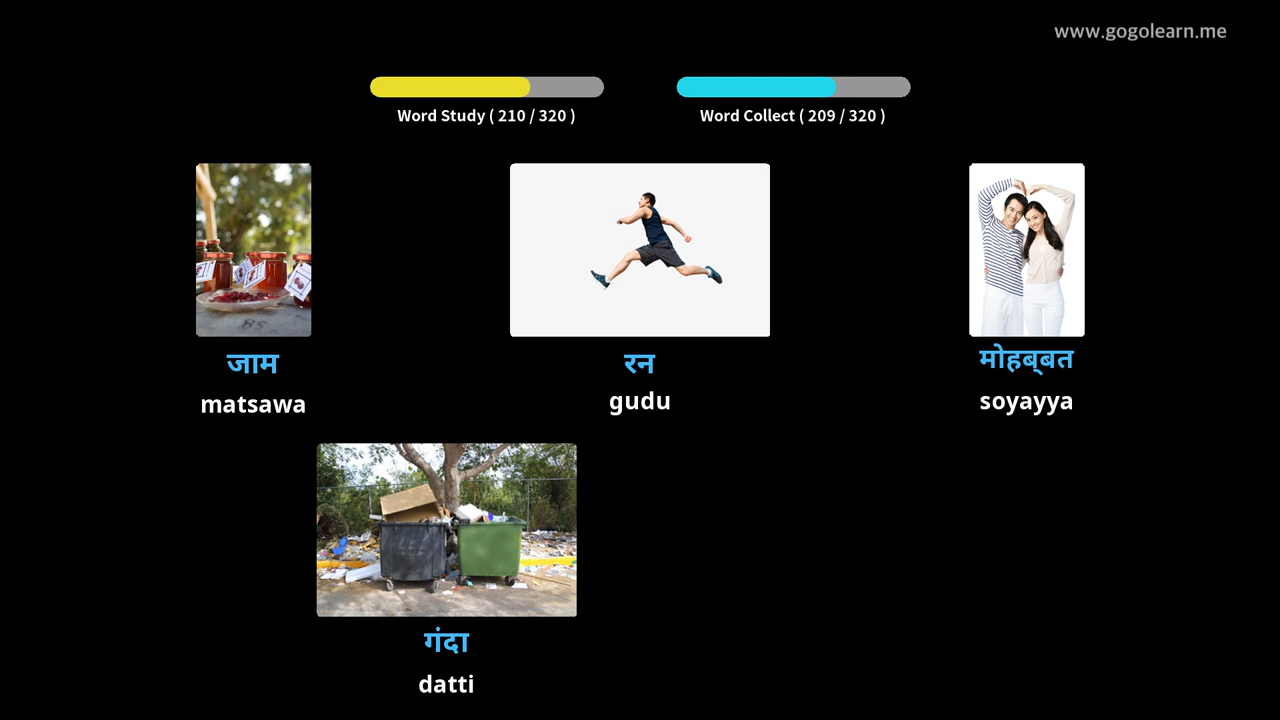 www.gogolearn.me
Word Study ( 210 / 320 )
Word Collect ( 209 / 320 )
जाम
matsawa
रन
gudu
मोहब्बत
soyayya
गंदा
datti